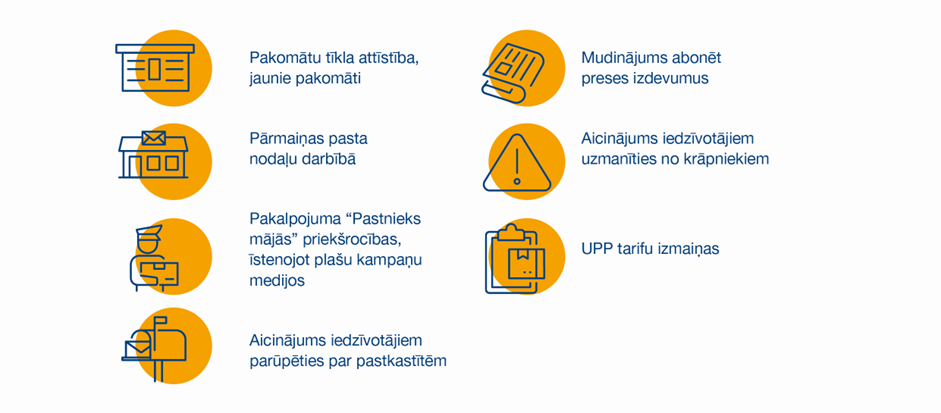 Pakomātu tīkla attīstība,
jaunie pakomāti
Pārmaiņas pasta
nodaļu darbībā
Pakalpojuma “Pastnieks
mājās” priekšrocības,
īstenojot plašu kampaņu
medijos
Aicinājums iedzīvotājiem
parūpēties par pastkastītēm
Mudinājums abonēt
preses izdevumus
Aicinājums iedzīvotājiem
uzmanīties no krāpniekiem
UPP tarifu izmaiņas